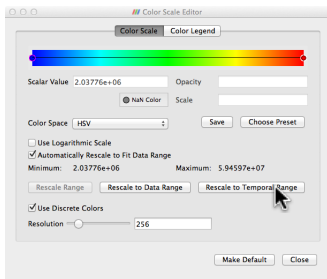 Color Scale Editor
Color Scale Color Legend
Scalar Value 2.03776e+06 Opacity
NaN Color Scale
Color Space HSV Save Choose Preset
Use Logarithmic Scale
Automatically Rescale to Fit Data Range
Minimum: 2.03776e+06 Maximum: 5.94597e+07
Rescale Range Rescale to Data Range Rescale to Temporal Range
Use Discrete Colors
Resolution 256
Make Default Close